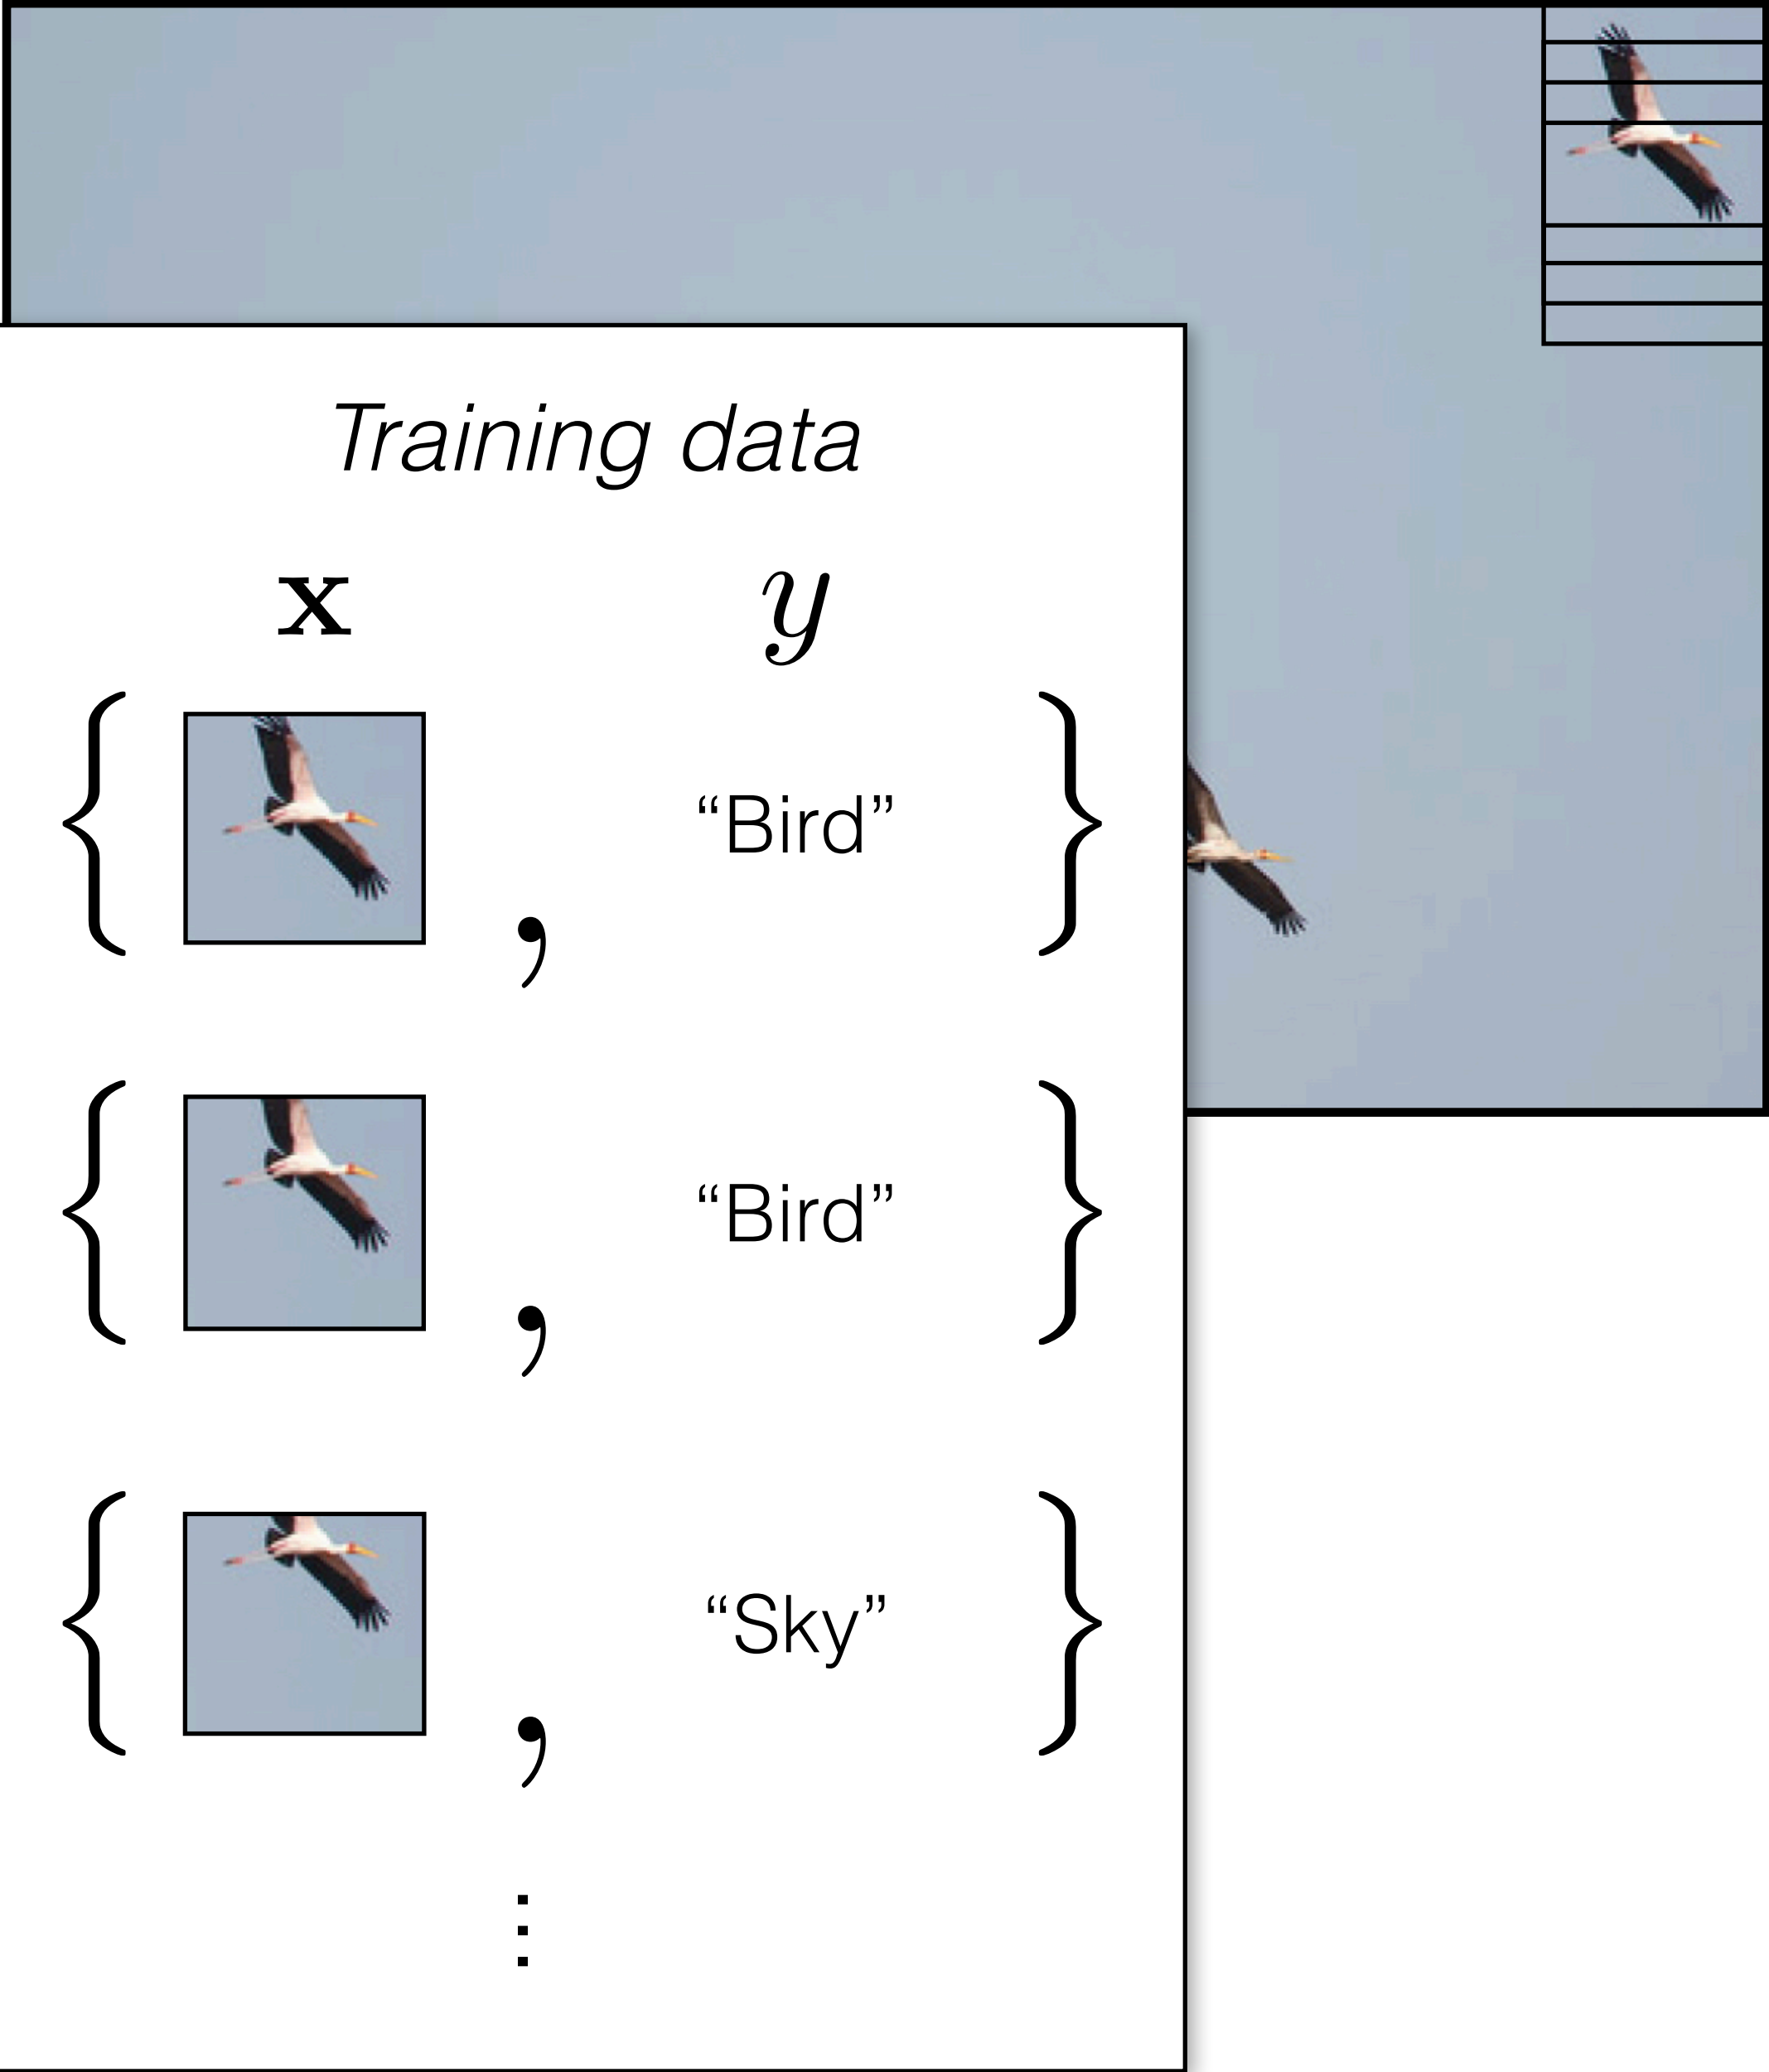 Training data
x y
{ , “Bird” }
{ , “Bird” }
{ , “Sky” }
⋮